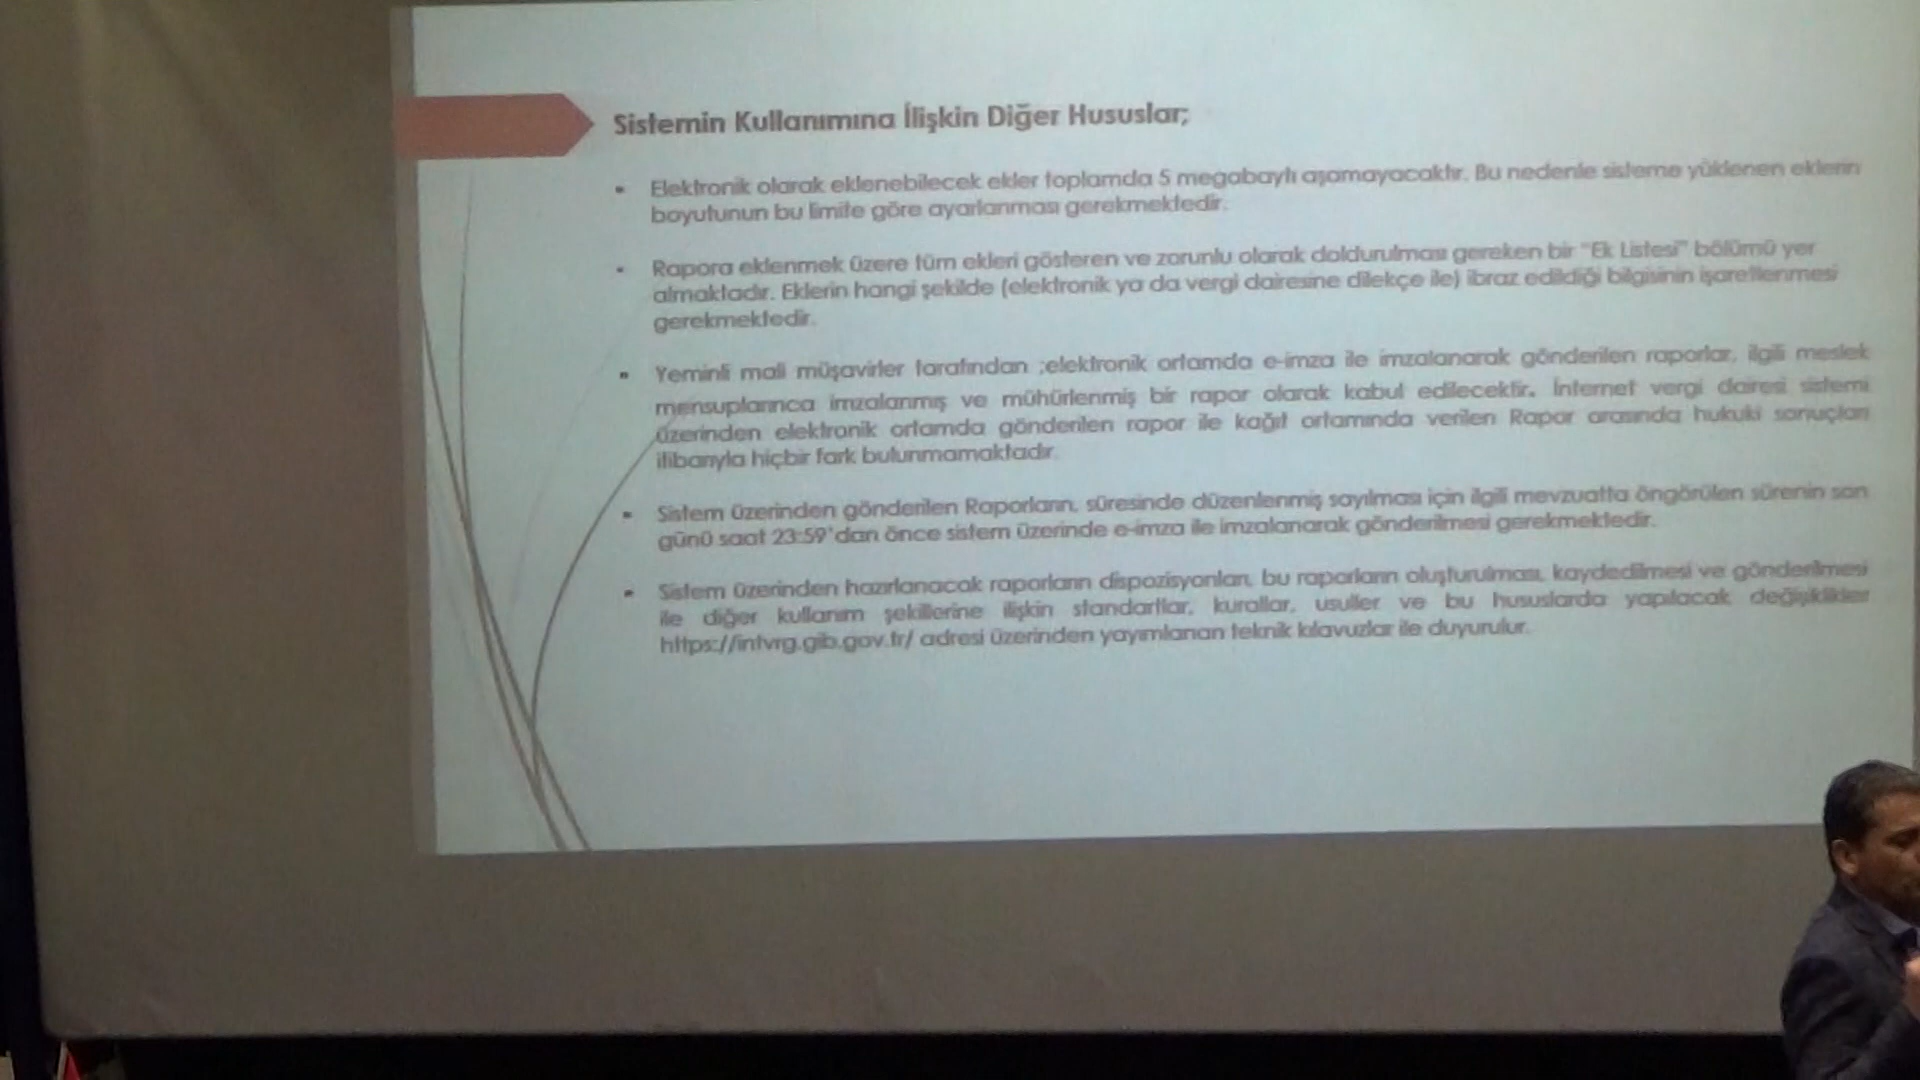 Sistemin Kullanımına İlişkin Diğer Hususlar;
▪ Elektronik olarak eklenebilecek ekler toplamda 5 megabaytı aşamayacaktır. Bu nedenle sisteme yüklenen eklerin
boyutunun bu limite göre ayarlanması gerekmektedir.
▪ Rapora eklenmek üzere tüm ekleri gösteren ve zorunlu olarak doldurulması gereken bir "Ek Listesi" bölümü yer
almaktadır. Eklerin hangi şekilde (elektronik ya da vergi dairesine dilekçe ile) ibraz edildiği bilgisinin işaretlenmesi
gerekmektedir.
▪ Yeminli mali müşavirler tarafından ;elektronik ortamda e-imza ile imzalanarak gönderilen raporlar, ilgili meslek
mensuplarınca imzalanmış ve mühürlenmiş bir rapor olarak kabul edilecektir. İnternet vergi dairesi sistemi
üzerinden elektronik ortamda gönderilen rapor ile kağıt ortamında verilen Rapor arasında hukuki sonuçları
itibarıyla hiçbir fark bulunmamaktadır.
▪ Sistem üzerinden gönderilen Raporların, süresinde düzenlenmiş sayılması için ilgili mevzuatta öngörülen sürenin son
günü saat 23:59'dan önce sistem üzerinde e-imza ile imzalanarak gönderilmesi gerekmektedir.
▪ Sistem üzerinden hazırlanacak raporların dispozisyonları, bu raporların oluşturulması, kaydedilmesi ve gönderilmesi
ile diğer kullanım şekillerine ilişkin standartlar, kurallar, usuller ve bu hususlarda yapılacak değişiklikler
https://intvrg.gib.gov.tr/ adresi üzerinden yayımlanan teknik kılavuzlar ile duyurulur.